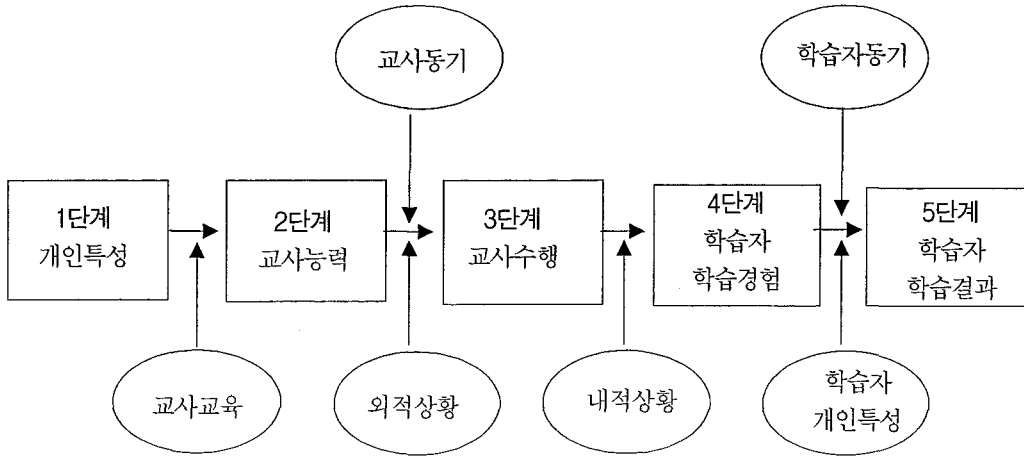 교사동기
학습자동기
1단계
개인특성
2단계
교사능력
3단계
교사수행
4단계
학습자
학습경험
5단계
학습자
학습결과
교사교육
외적상황
내적상황
학습자
개인특성